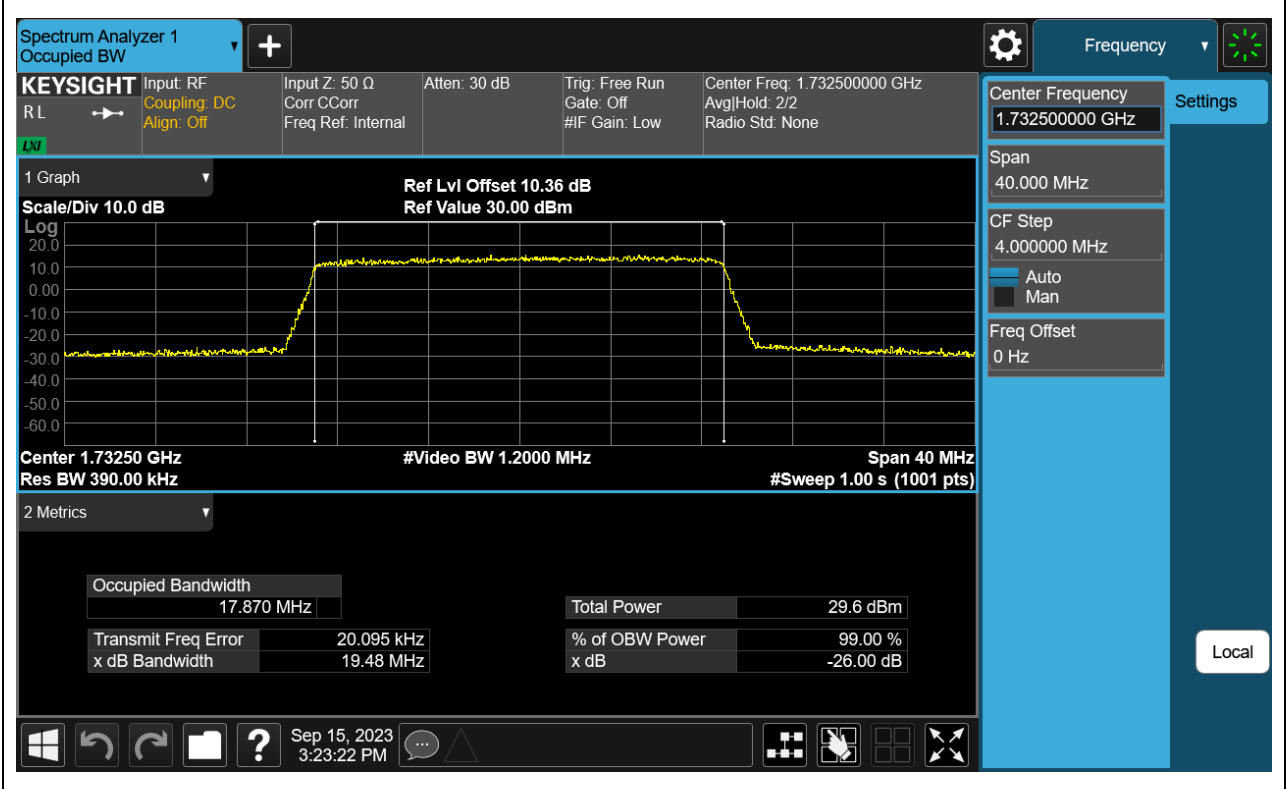 Spectrum Analyzer 1
Occupied BW
Frequency
KEYSIGHT
R L
LXI
Input: RF
Coupling: DC
Align: Off
Input Z: 50 Ω
Corr CCorr
Freq Ref: Internal
Atten: 30 dB
Trig: Free Run
Gate: Off
#IF Gain: Low
Center Freq: 1.732500000 GHz
Avg|Hold: 2/2
Radio Std: None
Center Frequency
1.732500000 GHz
Settings
Span
40.000 MHz
CF Step
4.000000 MHz
Auto
Man
Freq Offset
0 Hz
Local
1 Graph
Scale/Div 10.0 dB
Ref Lvl Offset 10.36 dB
Ref Value 30.00 dBm
Log
20.0
10.0
0.00
-10.0
-20.0
-30.0
-40.0
-50.0
-60.0
Center 1.73250 GHz
#Video BW 1.2000 MHz
Span 40 MHz
Res BW 390.00 kHz
#Sweep 1.00 s (1001 pts)
2 Metrics
Occupied Bandwidth
17.870 MHz
Total Power 29.6 dBm
Transmit Freq Error 20.095 kHz
% of OBW Power 99.00 %
x dB Bandwidth 19.48 MHz
x dB -26.00 dB
?
Sep 15, 2023
3:23:22 PM